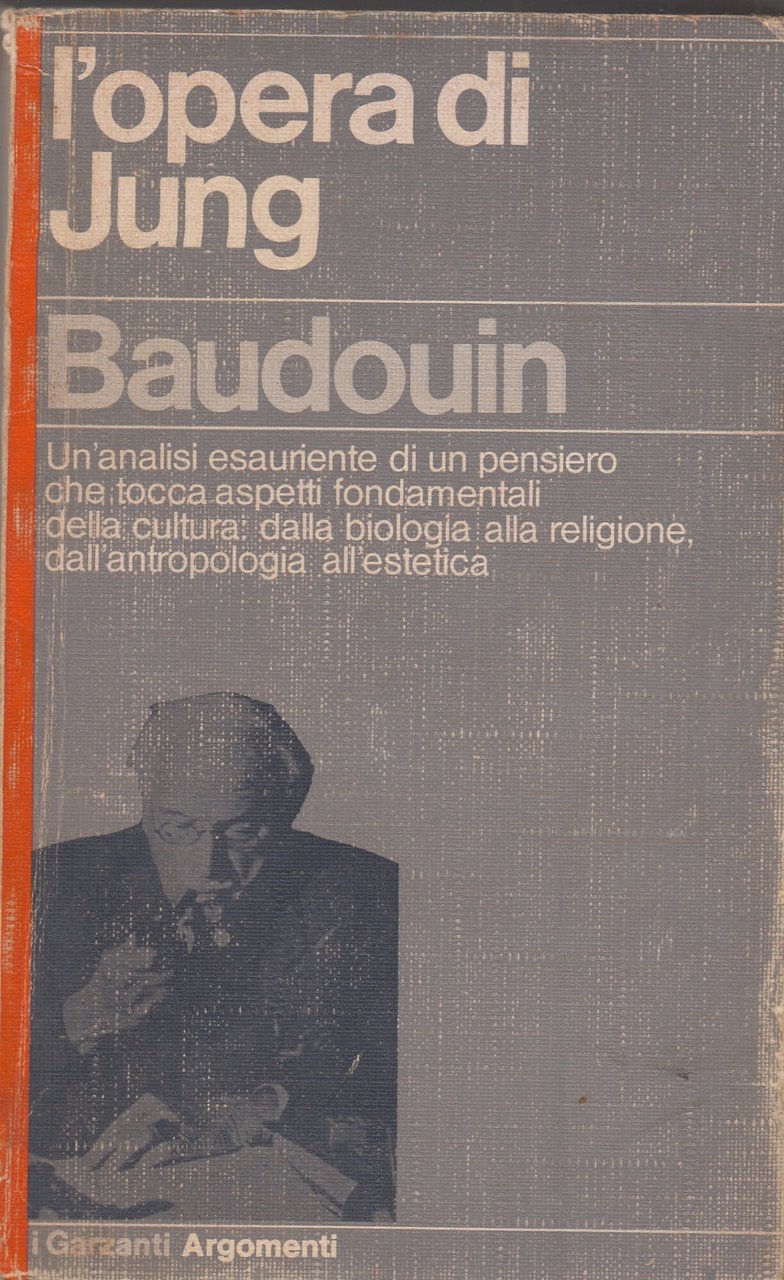 l'opera di
Jung
Baudouin
Un'analisi esauriente di un pensiero
che tocca aspetti fondamentali
della cultura: dalla biologia alla religione,
dall'antropologia all'estetica
i Garzanti Argomenti